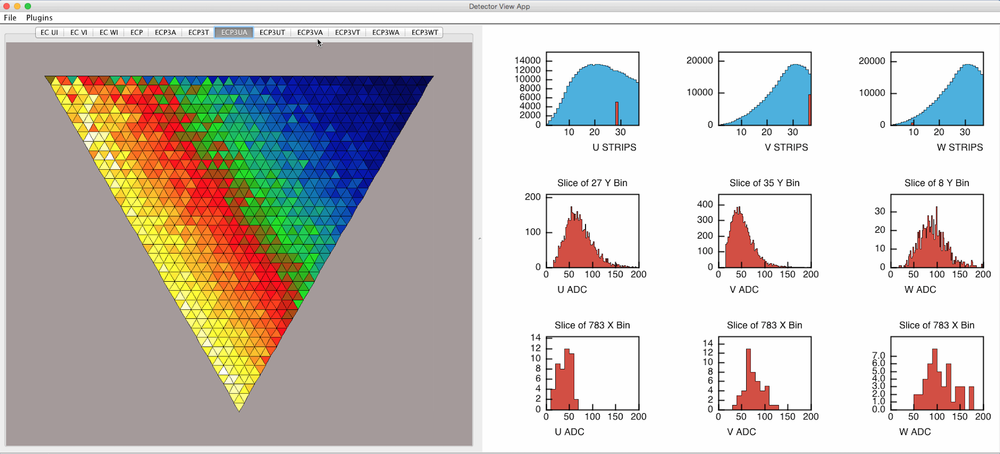 Detector View App
File Plugins
EC UI EC VI EC WI ECP ECP3A ECP3T ECP3UA ECP3UT ECP3VA ECP3VT ECP3WA ECP3WT
14000
12000
10000
8000
6000
4000
2000
0
10 20 30
U STRIPS
20000
10000
0
10 20 30
V STRIPS
20000
10000
0
10 20 30
W STRIPS
Slice of 27 Y Bin
200
100
0
0 50 100 150 200
U ADC
Slice of 35 Y Bin
400
300
200
100
0
0 50 100 150 200
V ADC
Slice of 8 Y Bin
30
20
10
0
0 50 100 150 200
W ADC
Slice of 783 X Bin
14
12
10
8
6
4
2
0
0 50 100 150 200
U ADC
Slice of 783 X Bin
14
12
10
8
6
4
2
0
0 50 100 150 200
V ADC
Slice of 783 X Bin
7.0
6.0
5.0
4.0
3.0
2.0
1.0
0.0
0 50 100 150 200
W ADC